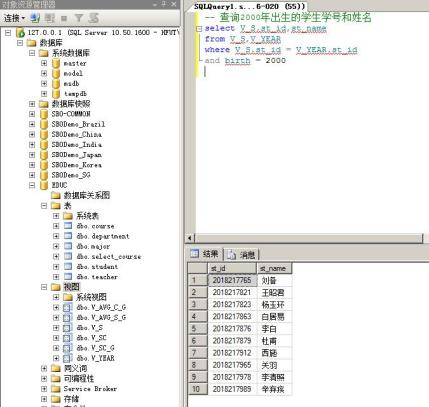 对象资源管理器
SQLQuery1.s...6-020 (55))
连接
127.0.0.1 (SQL Server 10.50.1600 - HFUT\
数据库
系统数据库
master
model
msdb
tempdb
数据库快照
SBO-COMMON
SBODemo_Brazil
SBODemo_China
SBODemo_India
SBODemo_Japan
SBODemo_Korea
SBODemo_SG
EDUC
数据库关系图
表
系统表
dbo.course
dbo.department
dbo.major
dbo.select_course
dbo.student
dbo.teacher
视图
系统视图
dbo.V_AVG_C_G
dbo.V_AVG_S_G
dbo.V_S
dbo.V_SC
dbo.V_SC_G
dbo.V_YEAR
同义词
可编程性
Service Broker
存储
-- 查询2000年出生的学生学号和姓名
select V_S.st_id,st_name
from V_S,V_YEAR
where V_S.st_id = V_YEAR.st_id
and birth = 2000
结果 消息
st_id st_name
1 2018217765 刘备
2 2018217821 王昭君
3 2018217823 杨玉环
4 2018217863 白居易
5 2018217876 李白
6 2018217879 杜甫
7 2018217912 西施
8 2018217965 关羽
9 2018217978 李清照
10 2018217989 辛弃疾